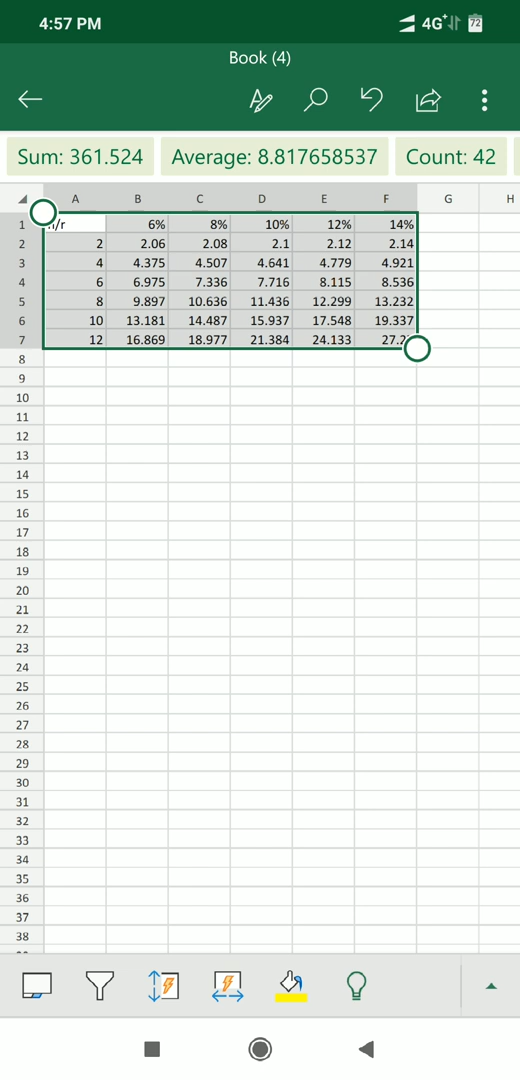 4:57 PM 4G+ 72
Book (4)
Sum: 361.524 Average: 8.817658537 Count: 42
A B C D E F G H
1 /r 6% 8% 10% 12% 14%
2 2 2.06 2.08 2.1 2.12 2.14
3 4 4.375 4.507 4.641 4.779 4.921
4 6 6.975 7.336 7.716 8.115 8.536
5 8 9.897 10.636 11.436 12.299 13.232
6 10 13.181 14.487 15.937 17.548 19.337
7 12 16.869 18.977 21.384 24.133 27.2
8
9
10
11
12
13
14
15
16
17
18
19
20
21
22
23
24
25
26
27
28
29
30
31
32
33
34
35
36
37
38